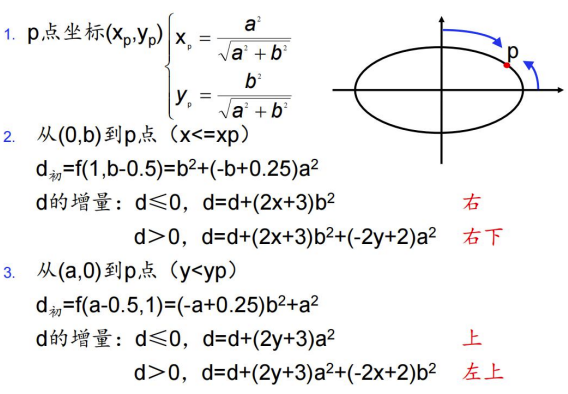 1. p点坐标(xₚ,yₚ) xₚ = a² / √(a² + b²)
yₚ = b² / √(a² + b²)
p
2. 从(0,b)到p点（x<=xp）
d初=f(1,b-0.5)=b²+(-b+0.25)a²
d的增量：d≤0，d=d+(2x+3)b² 右
d＞0，d=d+(2x+3)b²+(-2y+2)a² 右下
3. 从(a,0)到p点（y<yp）
d初=f(a-0.5,1)=(-a+0.25)b²+a²
d的增量：d≤0，d=d+(2y+3)a² 上
d＞0，d=d+(2y+3)a²+(-2x+2)b² 左上